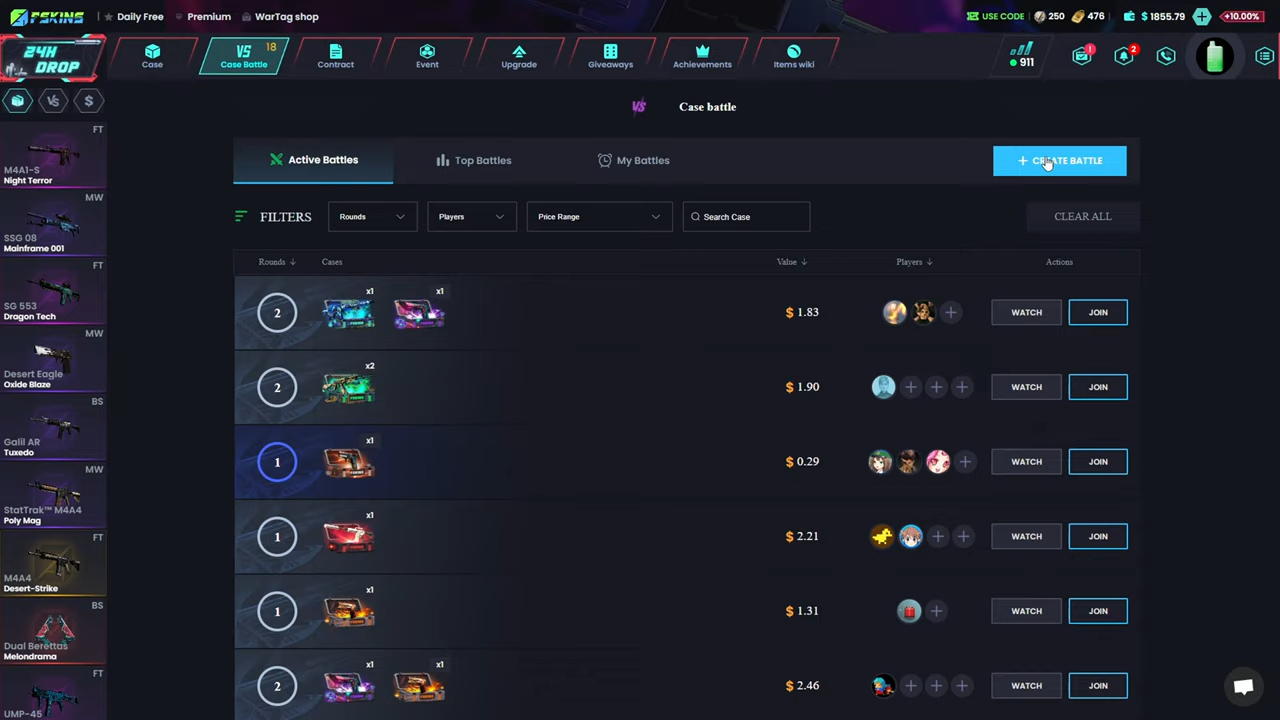 FSKINS
Daily Free
Premium
WarTag shop
USE CODE
250
476
$ 1855.79
+10.00%
24H
DROP
Case
VS
18
Case Battle
Contract
Event
Upgrade
Giveaways
Achievements
Items wiki
911
1
2
VS
$
FT
M4A1-S
Night Terror
MW
SSG 08
Mainframe 001
FT
SG 553
Dragon Tech
MW
Desert Eagle
Oxide Blaze
BS
Galil AR
Tuxedo
MW
StatTrak™ M4A4
Poly Mag
FT
M4A4
Desert-Strike
BS
Dual Berettas
Melondrama
FT
UMP-45
VS
Case battle
Active Battles
Top Battles
My Battles
+ CREATE BATTLE
FILTERS
Rounds
Players
Price Range
Search Case
CLEAR ALL
Rounds ↓
Cases
Value ↓
Players ↓
Actions
2
x1
x1
$ 1.83
WATCH
JOIN
2
x2
$ 1.90
WATCH
JOIN
1
x1
$ 0.29
WATCH
JOIN
1
x1
$ 2.21
WATCH
JOIN
1
x1
$ 1.31
WATCH
JOIN
2
x1
x1
$ 2.46
WATCH
JOIN